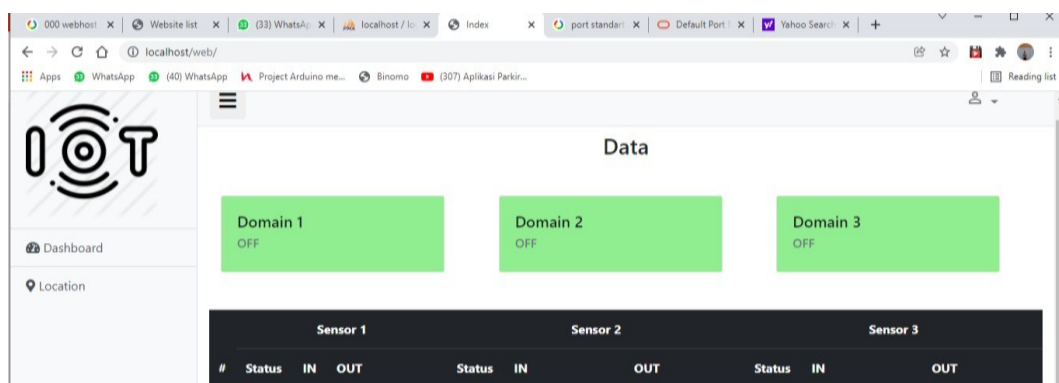 000 webhost
Website list
(33) WhatsAp
localhost / lo
Index
port standart
Default Port
Yahoo Search
localhost/web/
Apps
WhatsApp
(40) WhatsApp
Project Arduino me...
Binomo
(307) Aplikasi Parkir...
Reading list
IOT
Data
Domain 1
OFF
Domain 2
OFF
Domain 3
OFF
Dashboard
Location
Sensor 1 Sensor 2 Sensor 3
# Status IN OUT Status IN OUT Status IN OUT